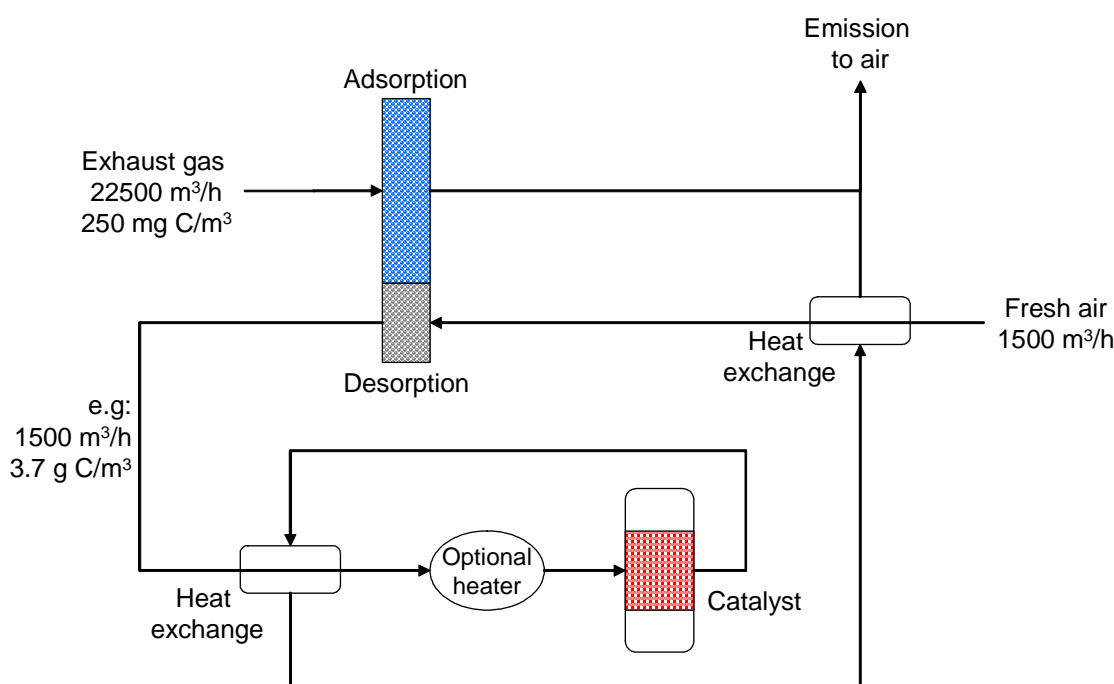 Emission
to air
Adsorption
Exhaust gas
22500 m³/h
250 mg C/m³
Fresh air
1500 m³/h
Heat
exchange
Desorption
e.g:
1500 m³/h
3.7 g C/m³
Optional
heater
Catalyst
Heat
exchange